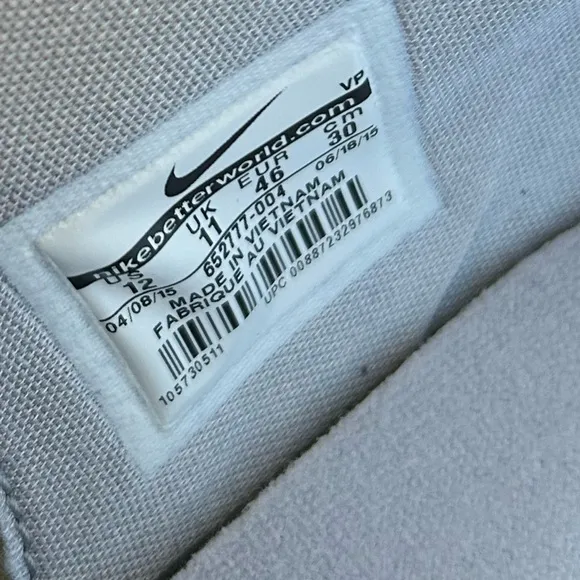 VP
nikebetterworld.com
US UK EUR cm
12 11 46 30
04/08/15 652777-004 06/18/15
MADE IN VIETNAM
FABRIQUE AU VIETNAM
105730511 UPC 00887232976873